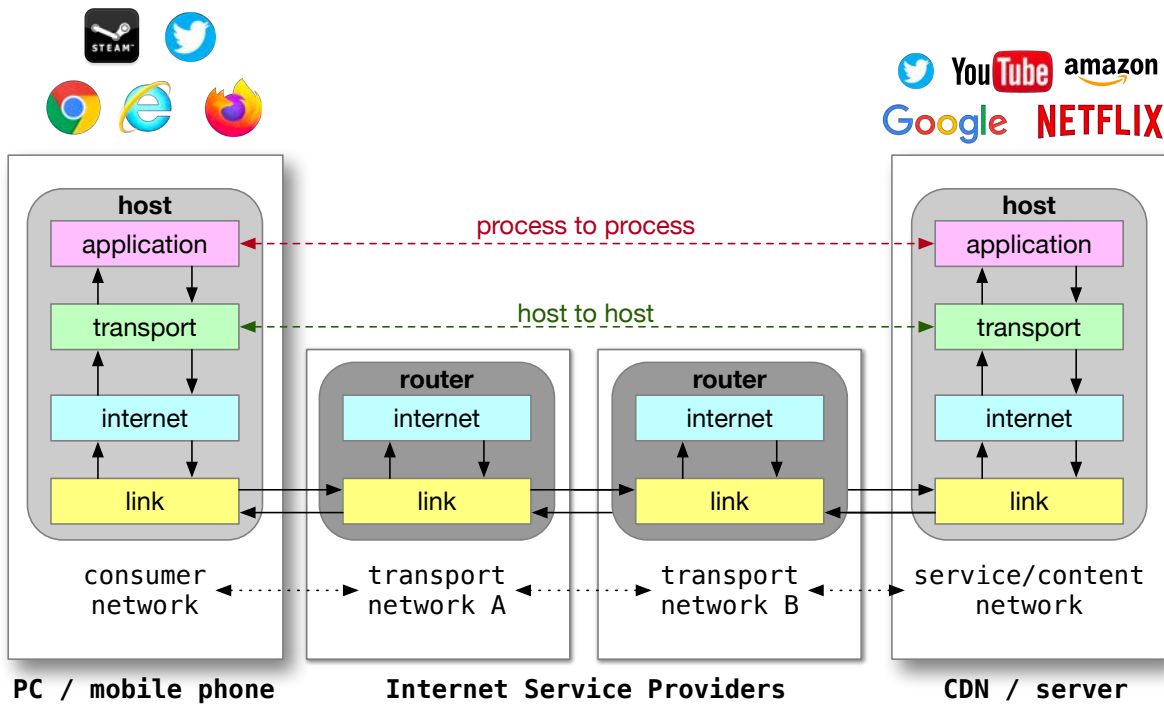 STEAM™
YouTube amazon
Google NETFLIX
host
application
transport
internet
link
process to process
host to host
router
internet
link
router
internet
link
host
application
transport
internet
link
consumer
network
transport
network A
transport
network B
service/content
network
PC / mobile phone
Internet Service Providers
CDN / server